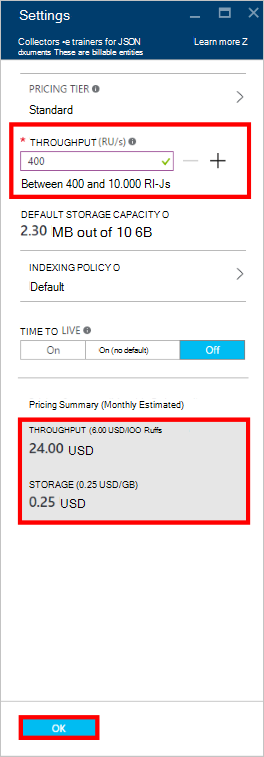 Settings
Collectors +e trainers for JSON
dxuments These are billable entities
Learn more Z
PRICING TIER
Standard
* THROUGHPUT (RU/s)
400
Between 400 and 10.000 RI-Js
DEFAULT STORAGE CAPACITY O
2.30 MB out of 10 6B
INDEXING POLICY O
Default
TIME TO LIVE
On
On (no default)
Off
Pricing Summary (Monthly Estimated)
THROUGHPUT (6.00 USD/IOO Ruffs
24.00 USD
STORAGE (0.25 USD/GB)
0.25 USD
OK